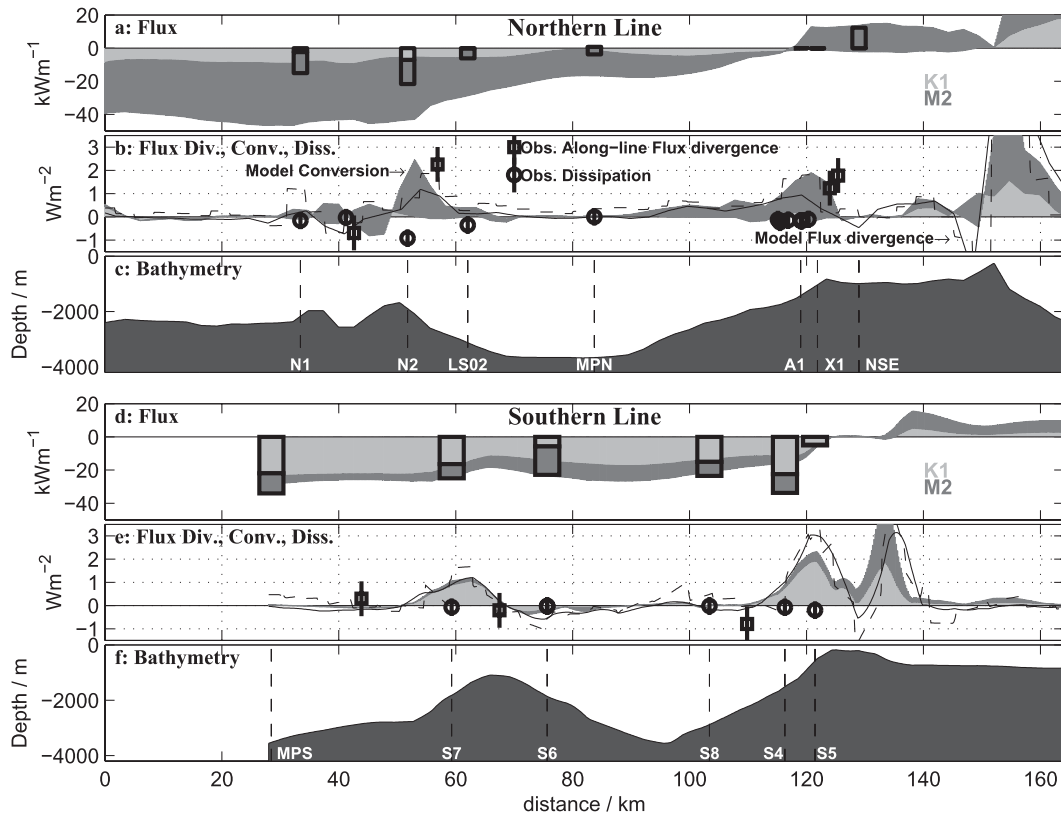 a: Flux
Northern Line
20
0
−20
−40
kWm−1
K1
M2
b: Flux Div., Conv., Diss.
Obs. Along−line Flux divergence
Model Conversion→
Obs. Dissipation
Model Flux divergence→
3
2
1
0
−1
Wm−2
c: Bathymetry
0
−2000
−4000
Depth / m
N1
N2
LS02
MPN
A1
X1
NSE
d: Flux
Southern Line
20
0
−20
−40
kWm−1
K1
M2
e: Flux Div., Conv., Diss.
3
2
1
0
−1
Wm−2
f: Bathymetry
0
−2000
−4000
Depth / m
MPS
S7
S6
S8
S4
S5
0
20
40
60
80
100
120
140
160
distance / km